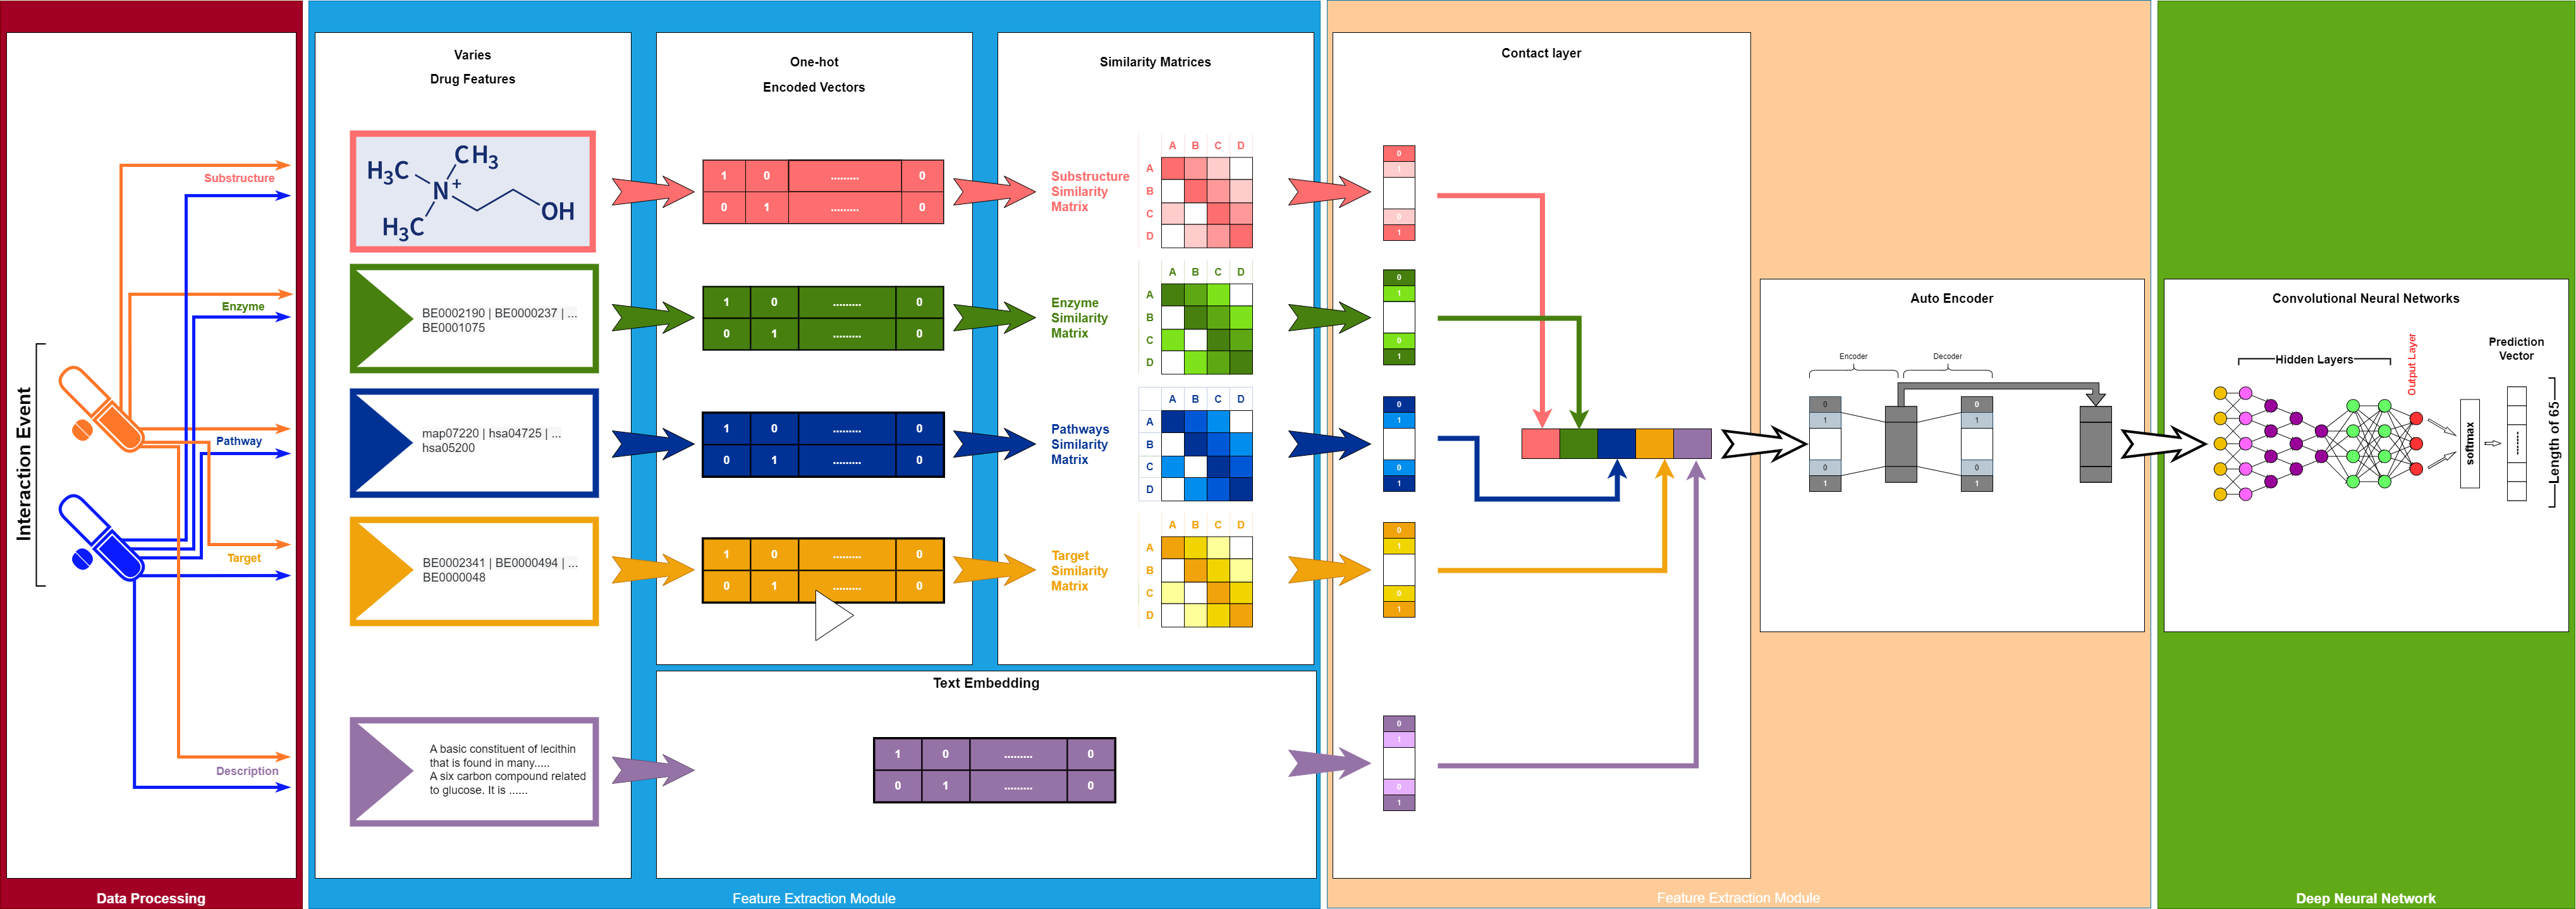 Interaction Event
Substructure
Enzyme
Pathway
Target
Description
Data Processing
Varies
Drug Features
H₃C
CH₃
N+
OH
H₃C
BE0002190 | BE0000237 | ...
BE0001075
map07220 | hsa04725 | ...
hsa05200
BE0002341 | BE0000494 | ...
BE0000048
A basic constituent of lecithin
that is found in many.....
A six carbon compound related
to glucose. It is ......
One-hot
Encoded Vectors
1 0 ......... 0
0 1 ......... 0
1 0 ......... 0
0 1 ......... 0
1 0 ......... 0
0 1 ......... 0
1 0 ......... 0
0 1 ......... 0
Similarity Matrices
Substructure
Similarity
Matrix
A B C D
A
B
C
D
Enzyme
Similarity
Matrix
A B C D
A
B
C
D
Pathways
Similarity
Matrix
A B C D
A
B
C
D
Target
Similarity
Matrix
A B C D
A
B
C
D
Text Embedding
1 0 ......... 0
0 1 ......... 0
Feature Extraction Module
Contact layer
0
1
0
1
0
1
0
1
0
1
0
1
0
1
0
1
0
1
0
1
Auto Encoder
Encoder
Decoder
0
1
0
1
0
1
0
1
Feature Extraction Module
Convolutional Neural Networks
Hidden Layers
Output Layer
softmax
Prediction
Vector
.......
Length of 65
Deep Neural Network